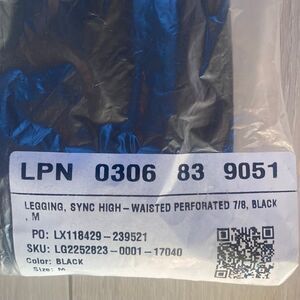 LPN 0306 83 9051
LEGGING, SYNC HIGH-WAISTED PERFORATED 7/8, BLACK
, M
PO: LX118429-239521
SKU: LG2252823-0001-17040
Color: BLACK
Size: M